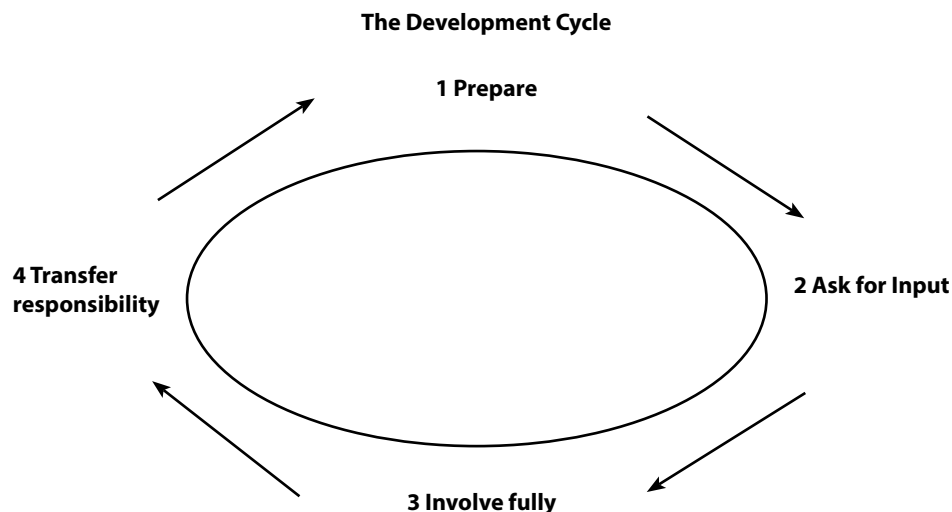 The Development Cycle
1 Prepare
2 Ask for Input
3 Involve fully
4 Transfer
responsibility